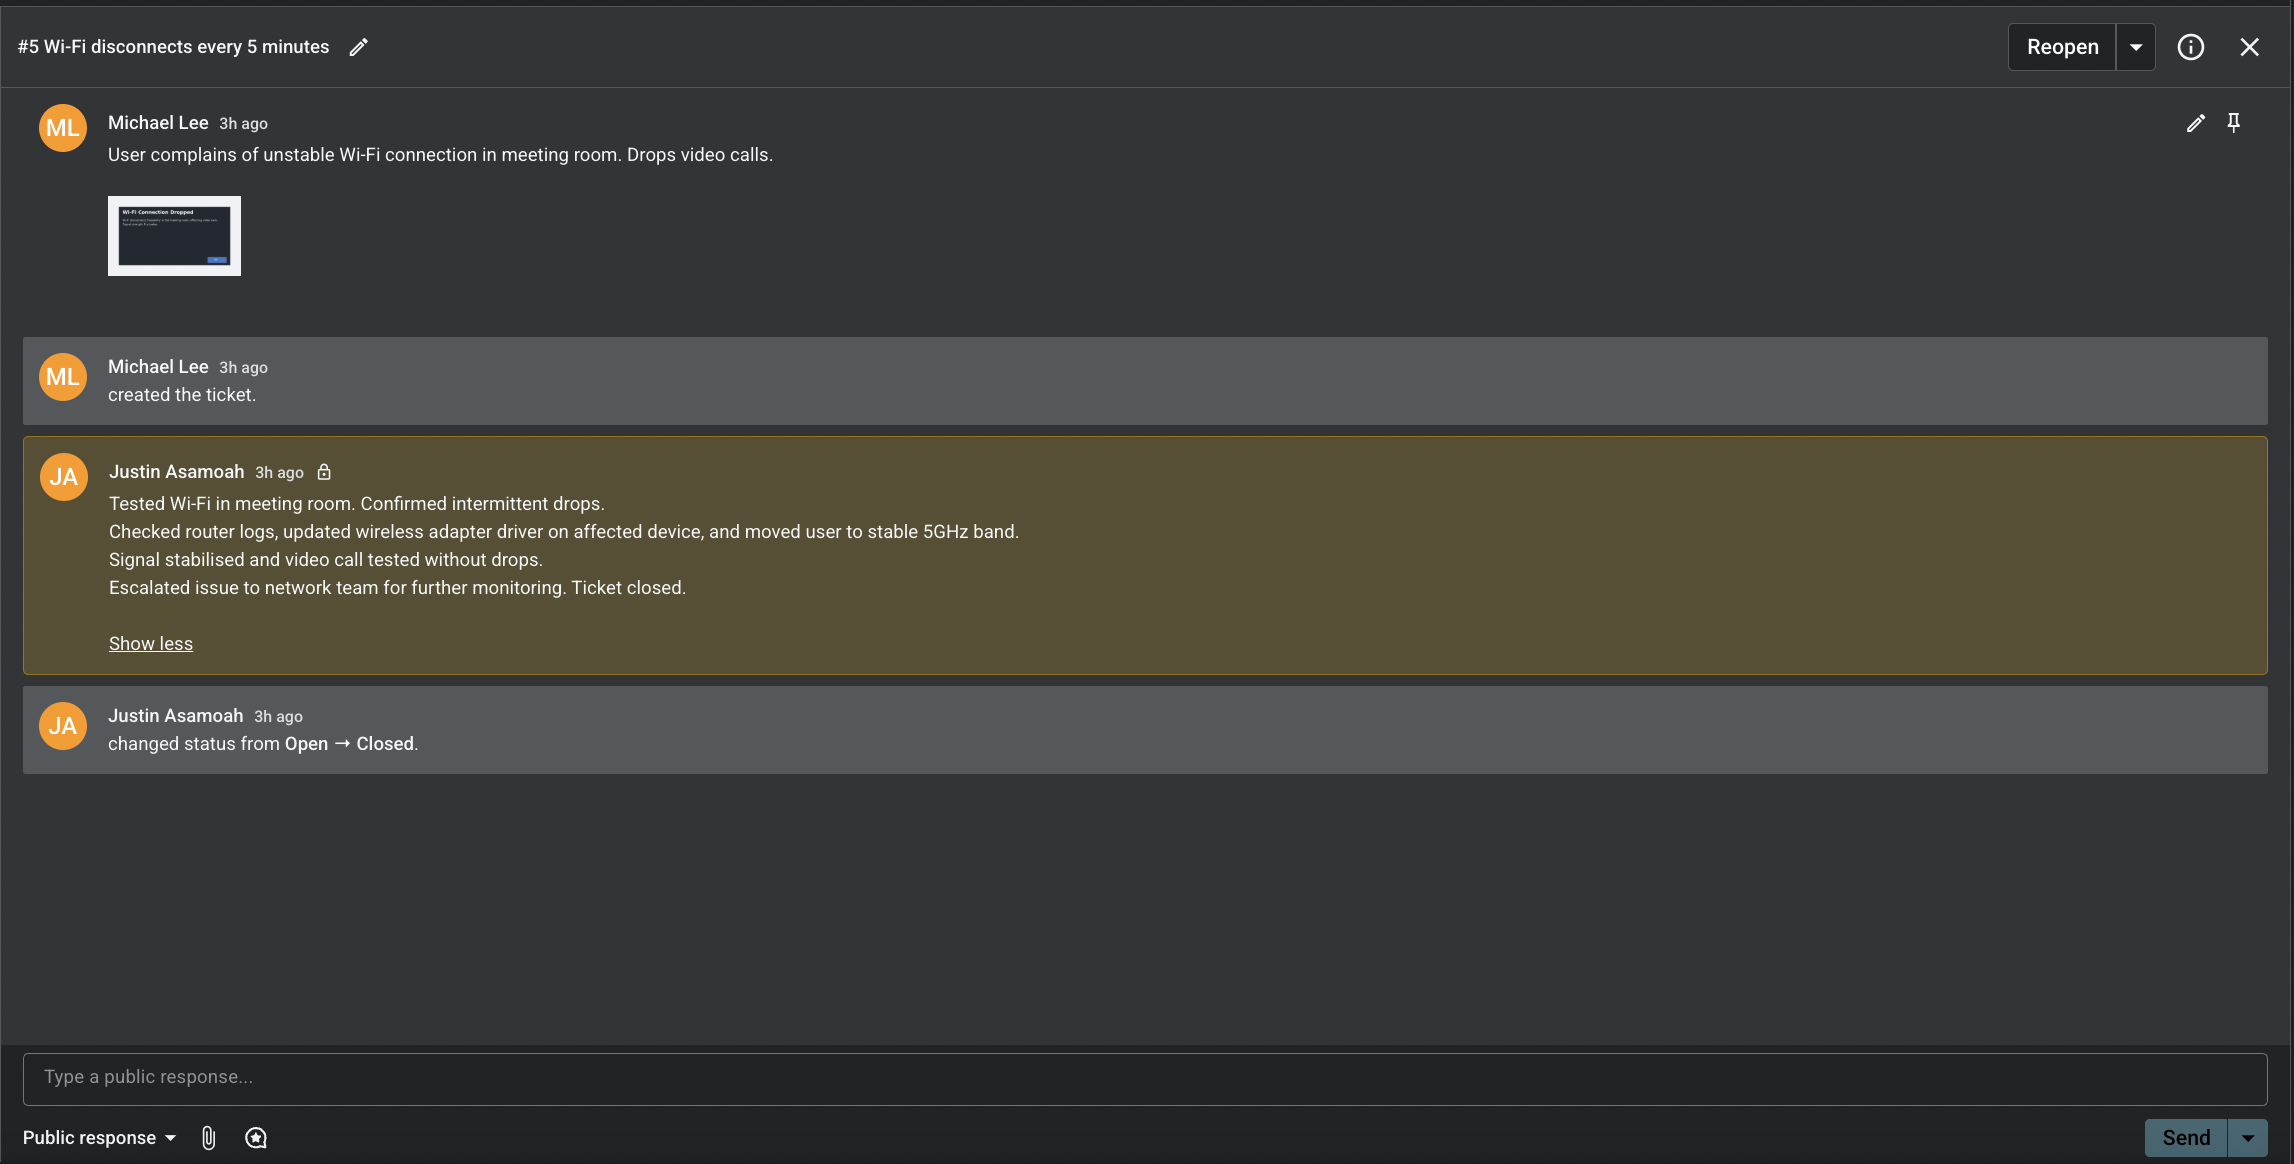 #5 Wi-Fi disconnects every 5 minutes
Reopen
ML
Michael Lee 3h ago
User complains of unstable Wi-Fi connection in meeting room. Drops video calls.
Wi-Fi Connection Dropped
ML
Michael Lee 3h ago
created the ticket.
JA
Justin Asamoah 3h ago
Tested Wi-Fi in meeting room. Confirmed intermittent drops.
Checked router logs, updated wireless adapter driver on affected device, and moved user to stable 5GHz band.
Signal stabilised and video call tested without drops.
Escalated issue to network team for further monitoring. Ticket closed.
Show less
JA
Justin Asamoah 3h ago
changed status from Open → Closed.
Type a public response...
Public response
Send